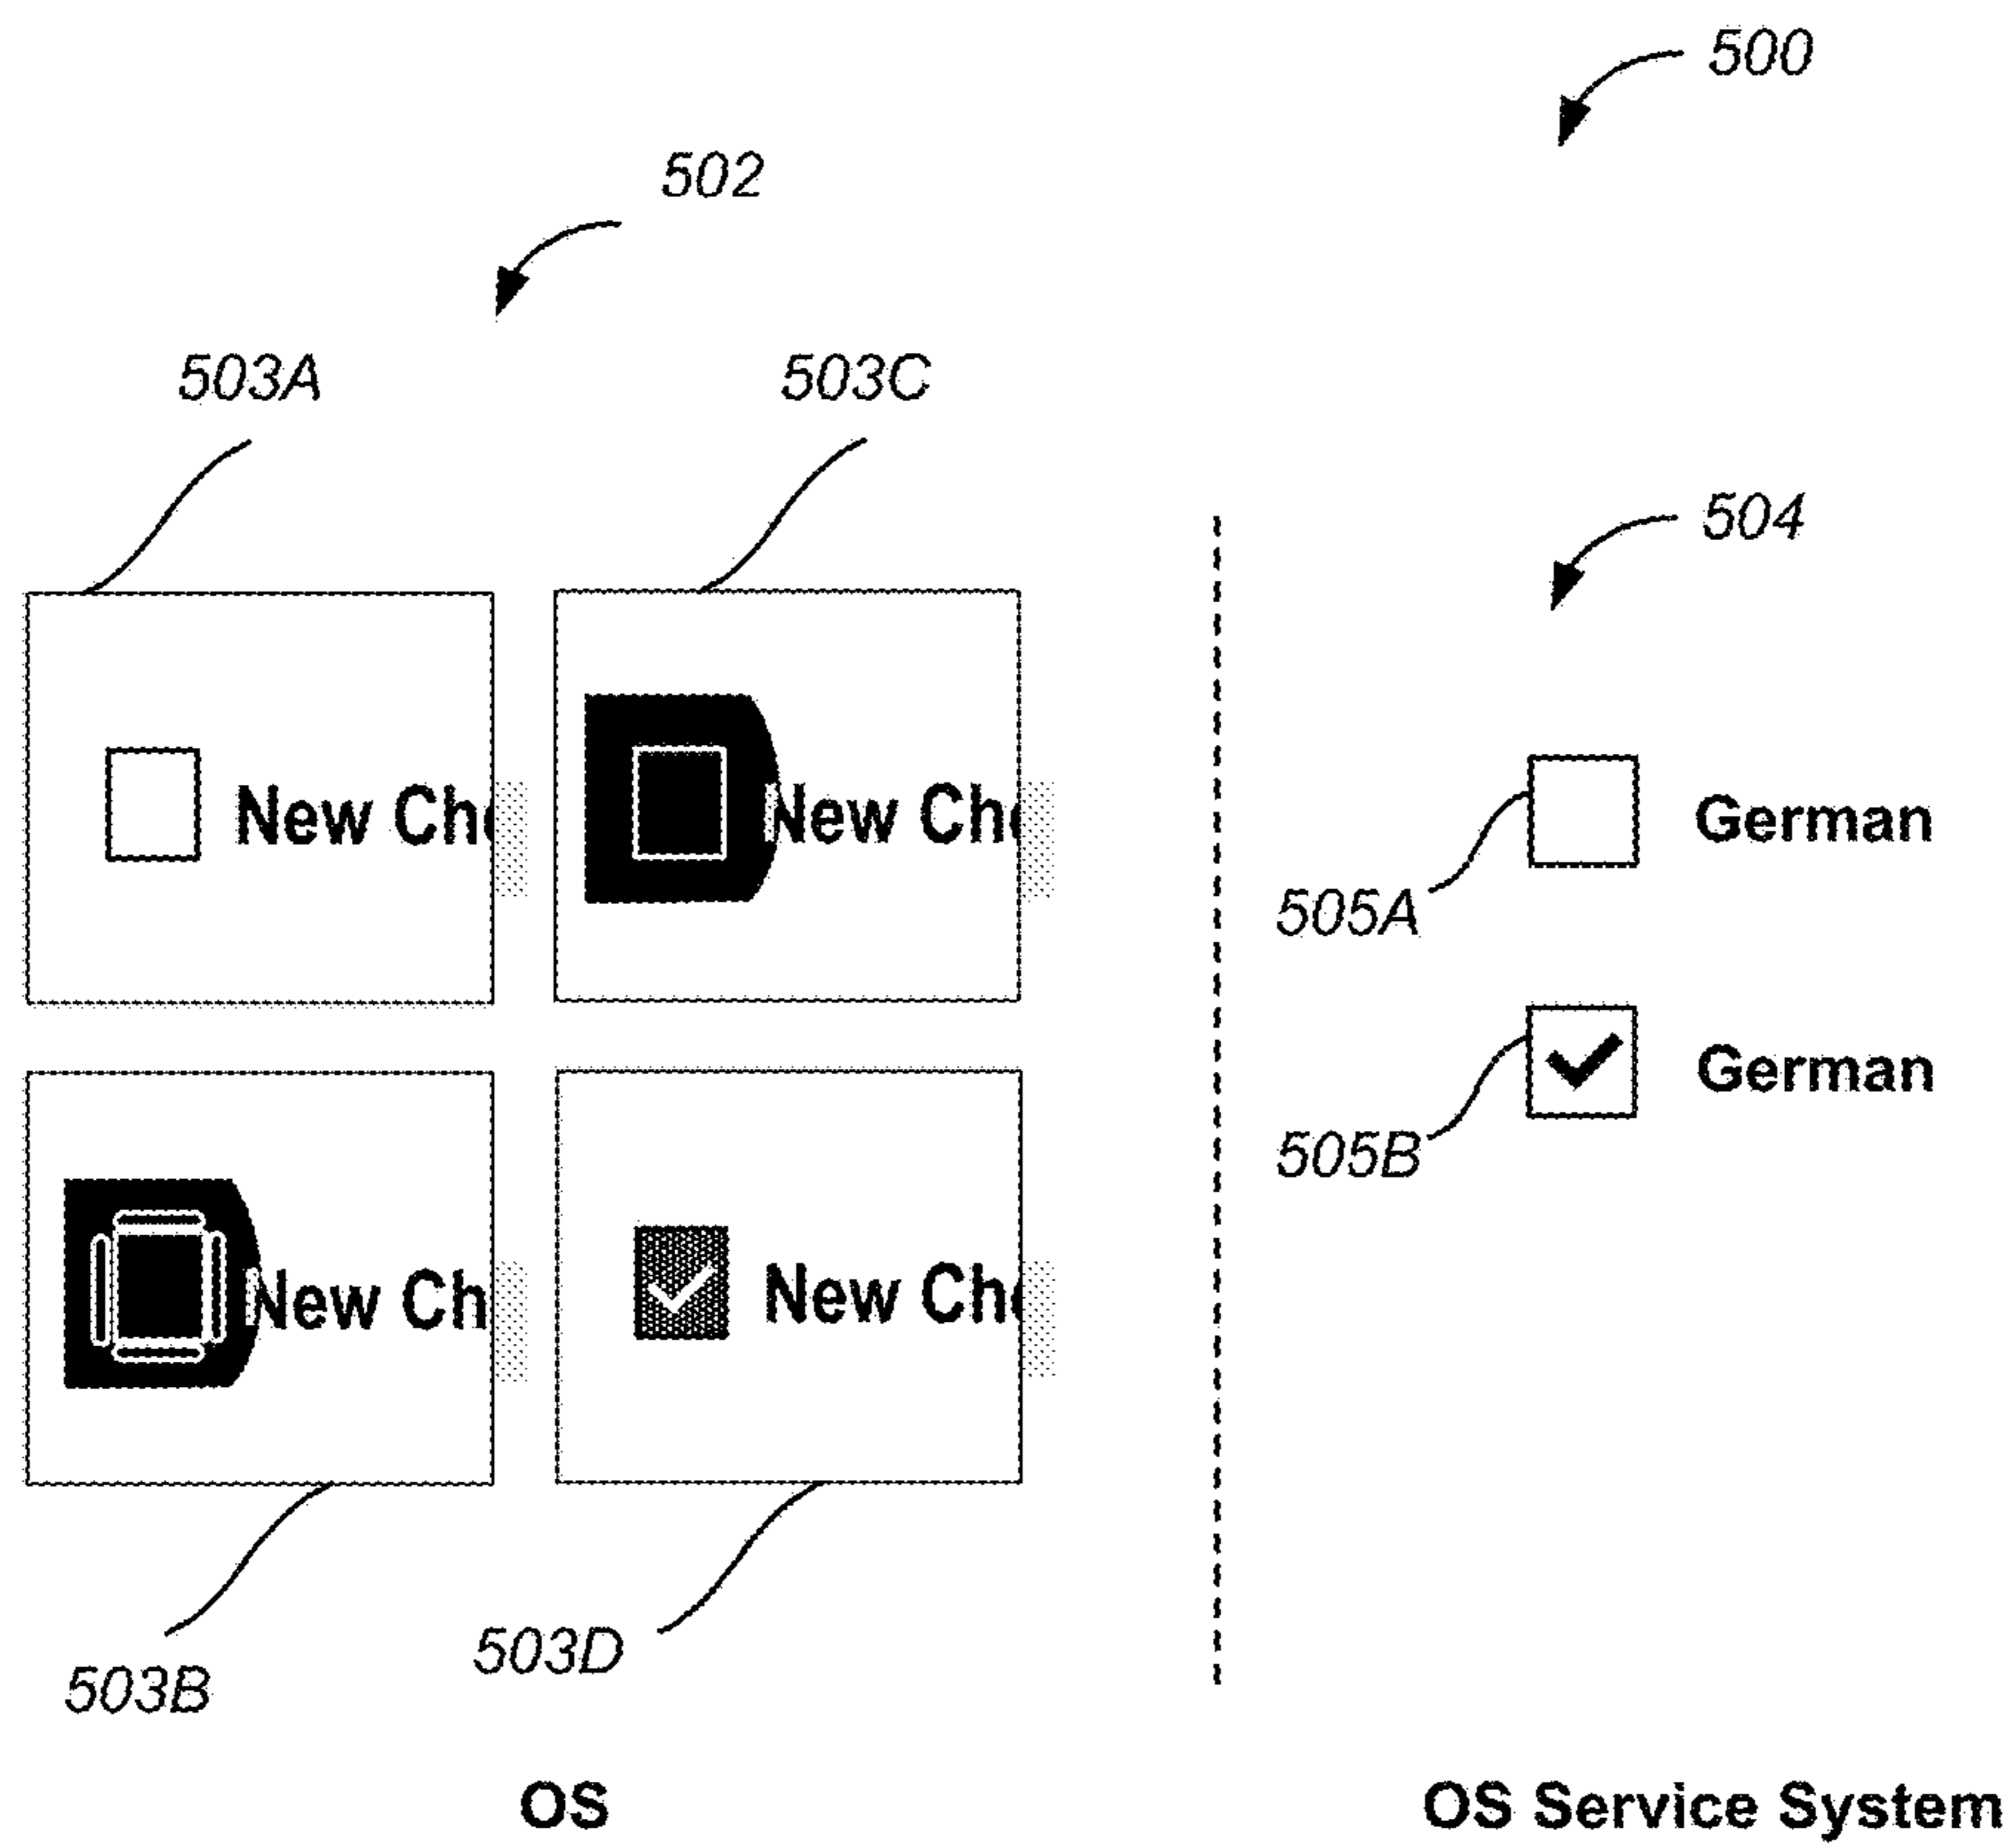 500
502
503A
503C
504
New Ch
New Ch
German
505A
German
505B
New Ch
New Ch
503B
503D
OS
OS Service System